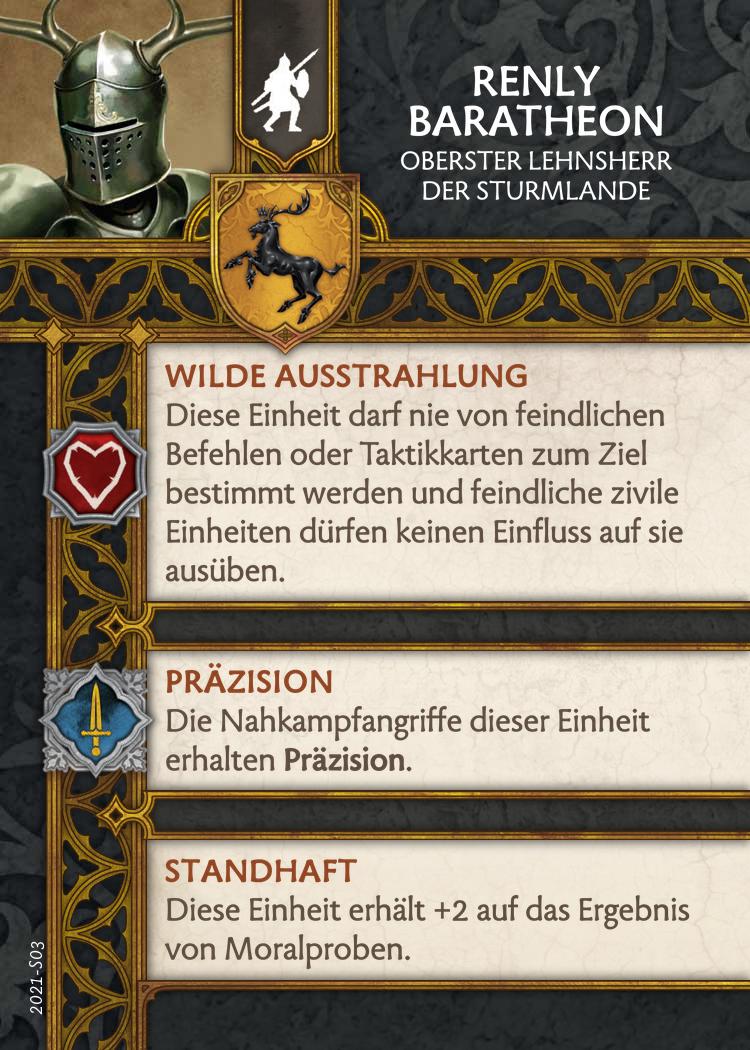 RENLY
BARATHEON
OBERSTER LEHNSHERR
DER STURMLANDE
WILDE AUSSTRAHLUNG
Diese Einheit darf nie von feindlichen
Befehlen oder Taktikkarten zum Ziel
bestimmt werden und feindliche zivile
Einheiten dürfen keinen Einfluss auf sie
ausüben.
PRÄZISION
Die Nahkampfangriffe dieser Einheit
erhalten Präzision.
STANDHAFT
Diese Einheit erhält +2 auf das Ergebnis
von Moralproben.
2021-S03